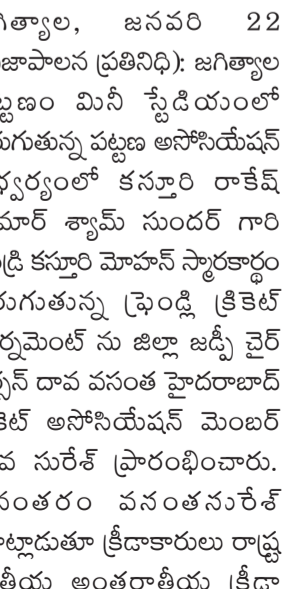 గిత్యాల, జనవరి 22
జాపాలన (ప్రతినిధి): జగిత్యాల
ట్టణం మినీ స్టేడియంలో
రుగుతున్న పట్టణ అసోసియేషన్
ధ్వర్యంలో కస్తూరి రాకేష్
మార్ శ్యామ్ సుందర్ గారి
డ్రి కస్తూరి మోహన్ స్మారకార్థం
రుగుతున్న ఫ్రెండ్లి క్రికెట్
ర్నమెంట్ ను జిల్లా జడ్పీ చైర్
ర్సన్ దావ వసంత హైదరాబాద్
కెట్ అసోసియేషన్ మెంబర్
వ సురేశ్ ప్రారంభించారు.
నంతరం వసంతసురేశ్
ట్లాడుతూ క్రీడాకారులు రాష్ట్ర
తీయ అంతర్జాతీయ క్రీడా